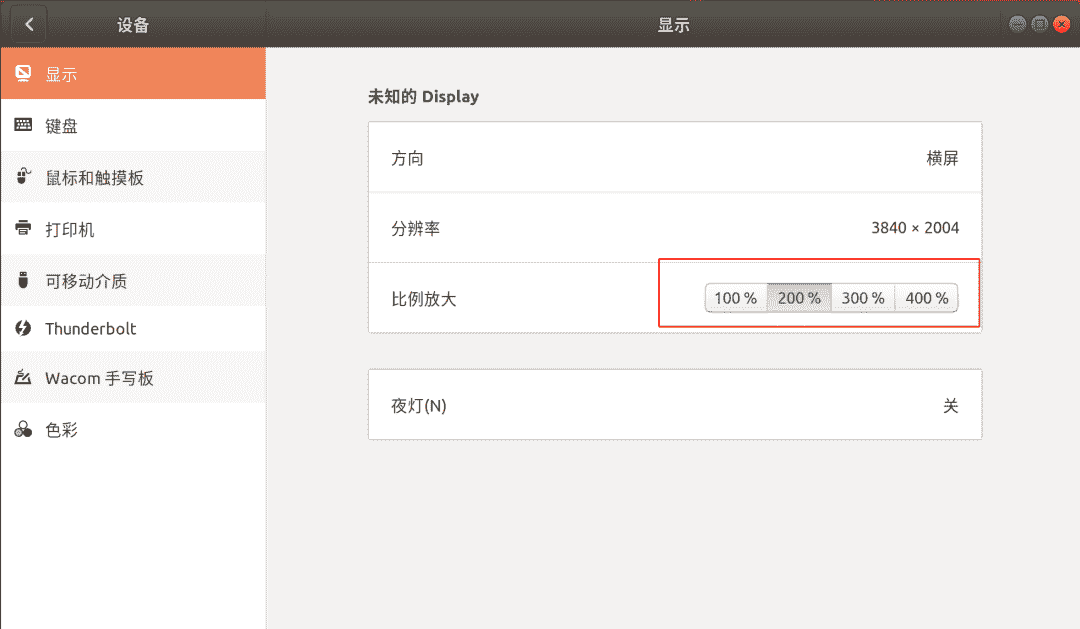 设备
显示
显示
键盘
鼠标和触摸板
打印机
可移动介质
Thunderbolt
Wacom 手写板
色彩
未知的 Display
方向 横屏
分辨率 3840 × 2004
比例放大 100 % 200 % 300 % 400 %
夜灯(N) 关